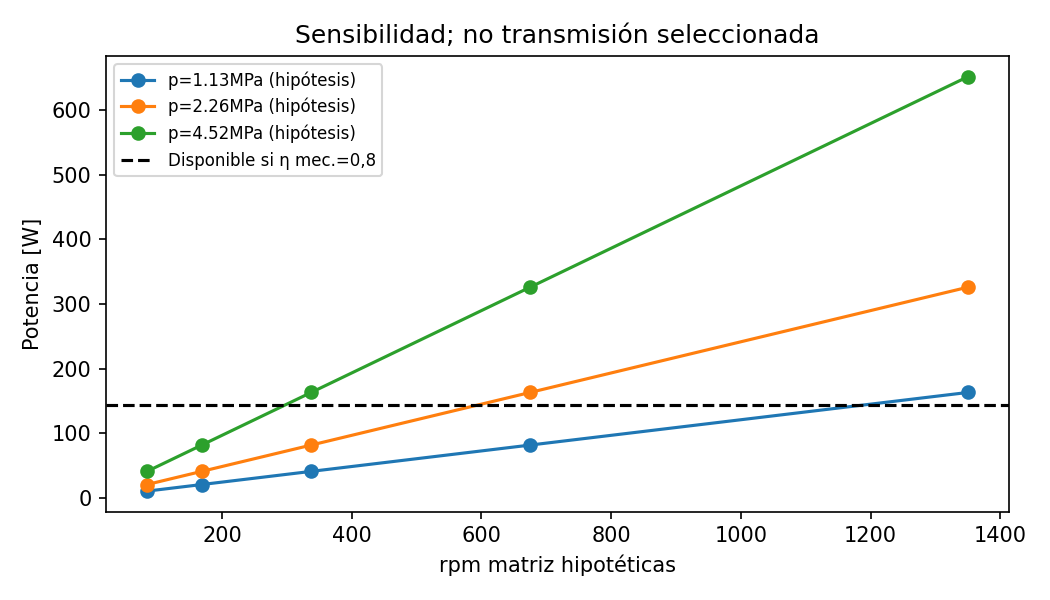 Sensibilidad; no transmisión seleccionada
p=1.13MPa (hipótesis)
p=2.26MPa (hipótesis)
p=4.52MPa (hipótesis)
Disponible si η mec.=0,8
Potencia [W]
600
500
400
300
200
100
0
200 400 600 800 1000 1200 1400
rpm matriz hipotéticas